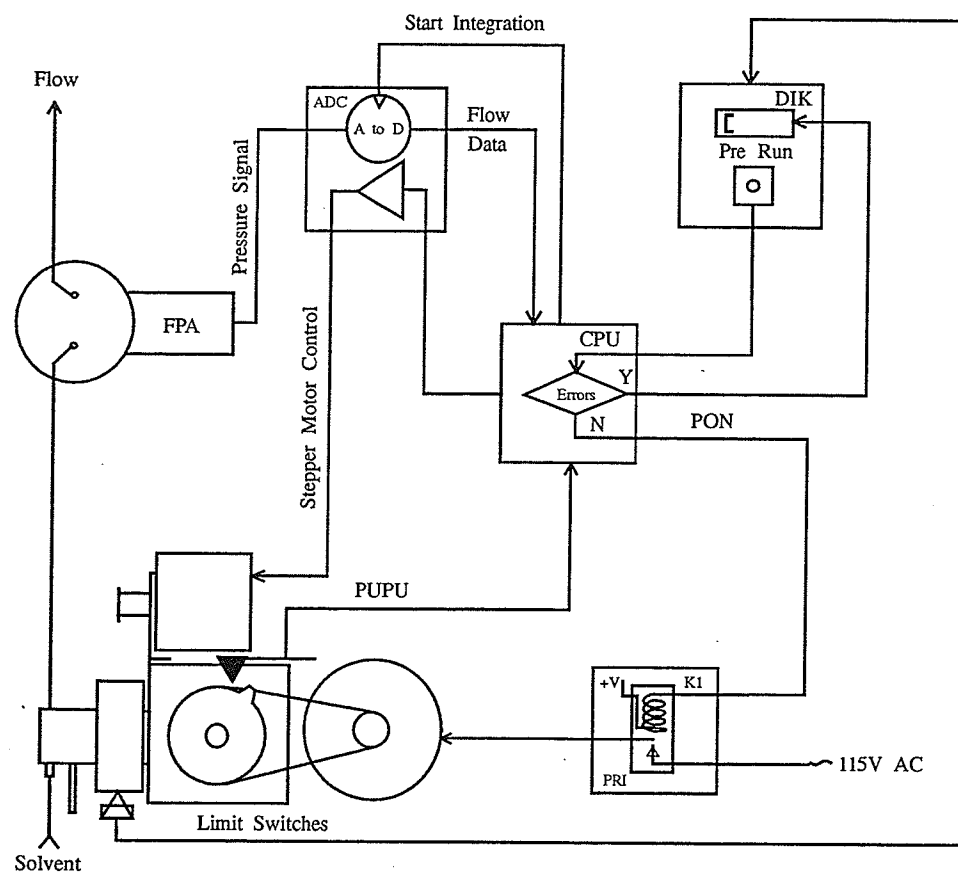 Start Integration
Flow
ADC
A to D
Flow
Data
DIK
Pre Run
Pressure Signal
FPA
CPU
Errors
Y
N
PON
Stepper Motor Control
PUPU
+V
K1
PRI
115V AC
Limit Switches
Solvent